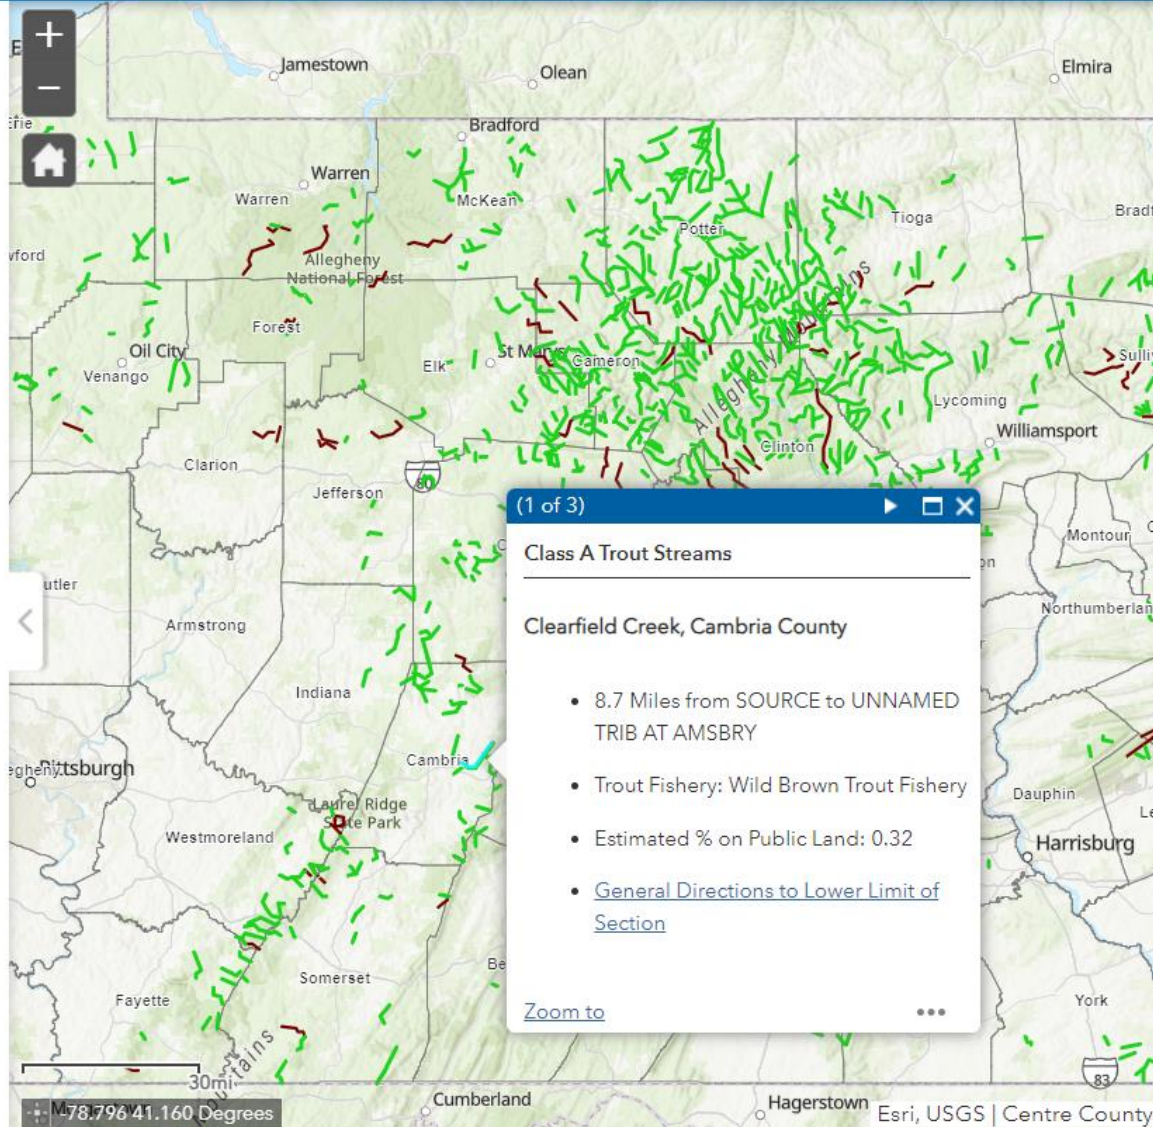 +
−
Jamestown
Olean
Elmira
Bradford
Warren
Warren
McKean
Potter
Tioga
Allegheny
National Forest
Forest
Oil City
Venango
Elk
St Marys
Cameron
Allegheny Mountains
Lycoming
Williamsport
Clinton
Clarion
80
Jefferson
(1 of 3)
Class A Trout Streams
Clearfield Creek, Cambria County
• 8.7 Miles from SOURCE to UNNAMED
TRIB AT AMSBRY
• Trout Fishery: Wild Brown Trout Fishery
• Estimated % on Public Land: 0.32
• General Directions to Lower Limit of
Section
Zoom to
•••
Montour
Northumberlan
utler
Armstrong
Indiana
Cambria
egheny
Pittsburgh
Laurel Ridge
State Park
Westmoreland
Dauphin
Harrisburg
Somerset
Fayette
York
83
30mi
-78.796 41.160 Degrees
Cumberland
Hagerstown
Esri, USGS | Centre County